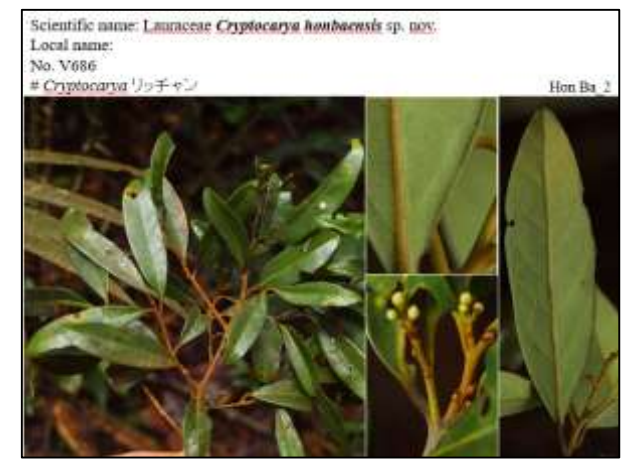 Scientific name: Lauraceae Cryptocarya honbaensis sp. nov.
Local name:
No. V686
# Cryptocarya リッチャン
Hon Ba_2